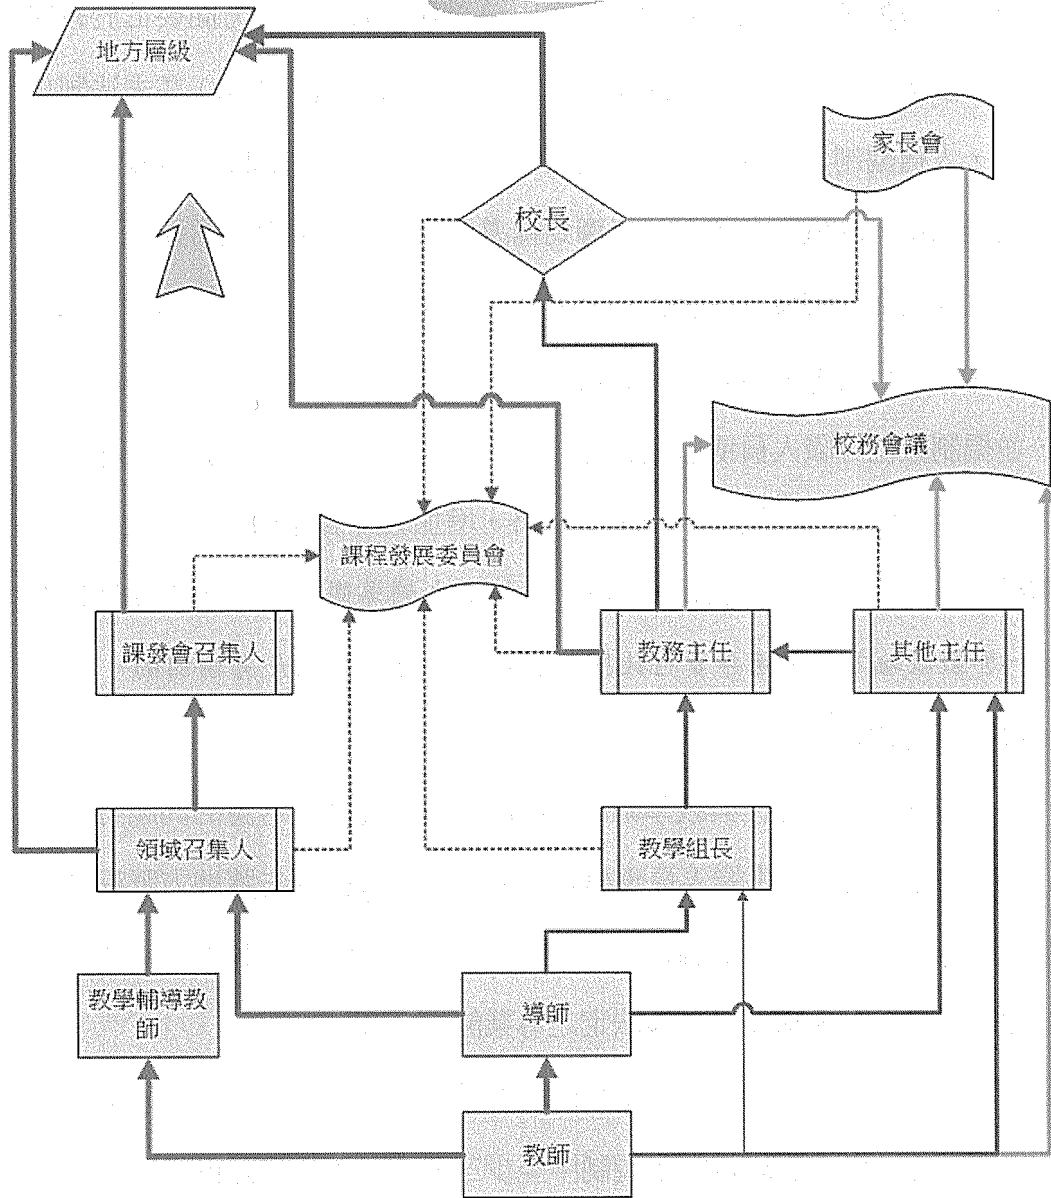 地方層級
家長會
校長
校務會議
課程發展委員會
課發會召集人
教務主任
其他主任
領域召集人
教學組長
教學輔導教
師
導師
教師